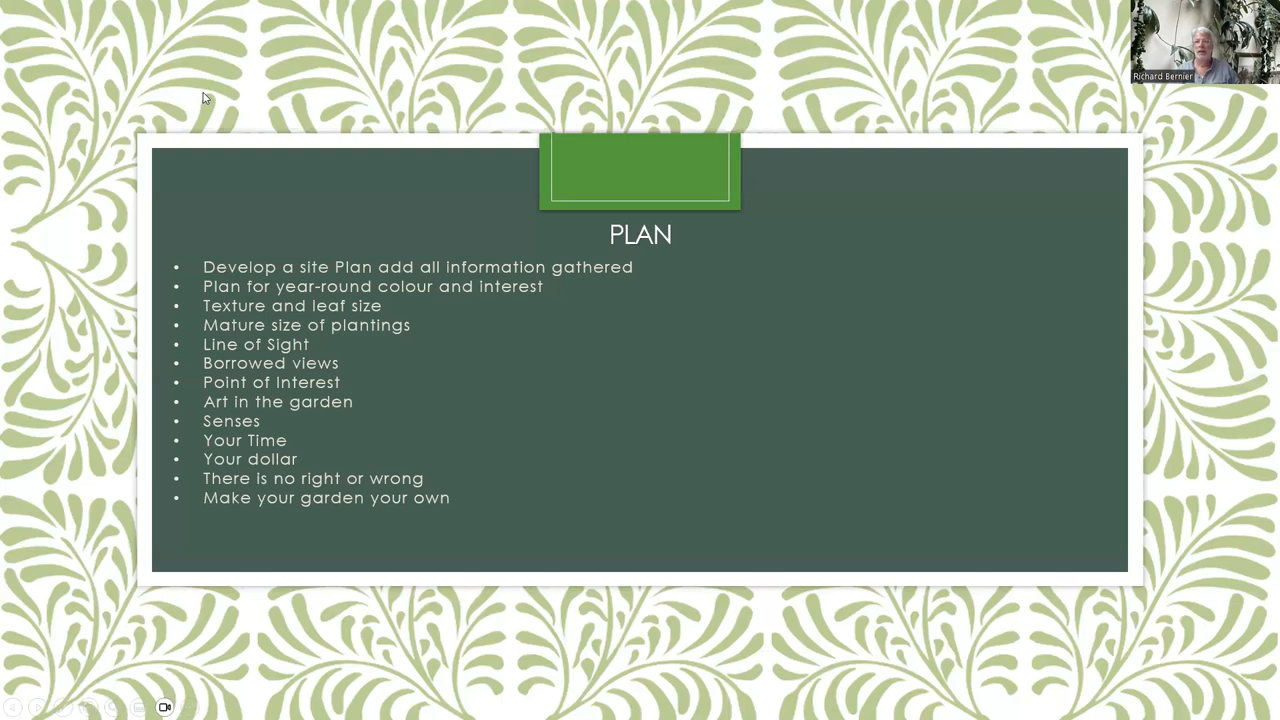 Richard Bernier
PLAN
• Develop a site Plan add all information gathered
• Plan for year-round colour and interest
• Texture and leaf size
• Mature size of plantings
• Line of Sight
• Borrowed views
• Point of Interest
• Art in the garden
• Senses
• Your Time
• Your dollar
• There is no right or wrong
• Make your garden your own